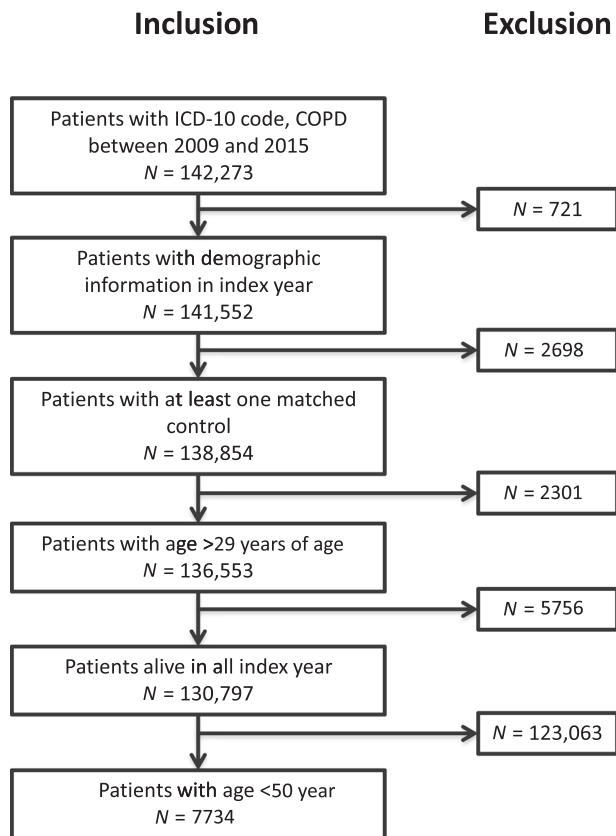 Inclusion
Exclusion
Patients with ICD-10 code, COPD
between 2009 and 2015
N = 142,273
N = 721
Patients with demographic
information in index year
N = 141,552
N = 2698
Patients with at least one matched
control
N = 138,854
N = 2301
Patients with age >29 years of age
N = 136,553
N = 5756
Patients alive in all index year
N = 130,797
N = 123,063
Patients with age <50 year
N = 7734